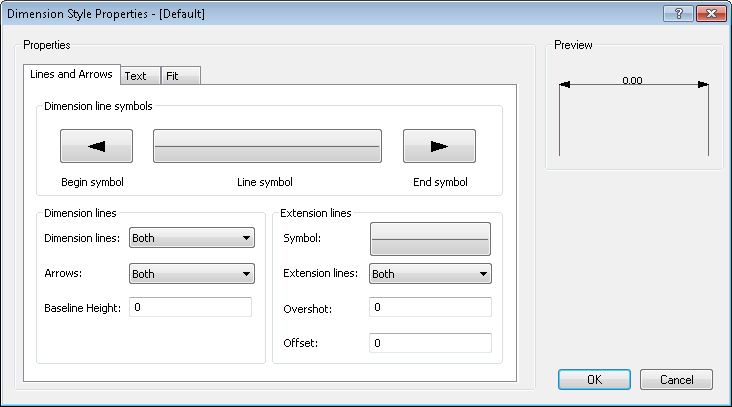 Dimension Style Properties - [Default]
Properties
Lines and Arrows Text Fit
Dimension line symbols
Begin symbol Line symbol End symbol
Dimension lines
Dimension lines: Both
Arrows: Both
Baseline Height: 0
Extension lines
Symbol:
Extension lines: Both
Overshot: 0
Offset: 0
Preview
0.00
OK Cancel